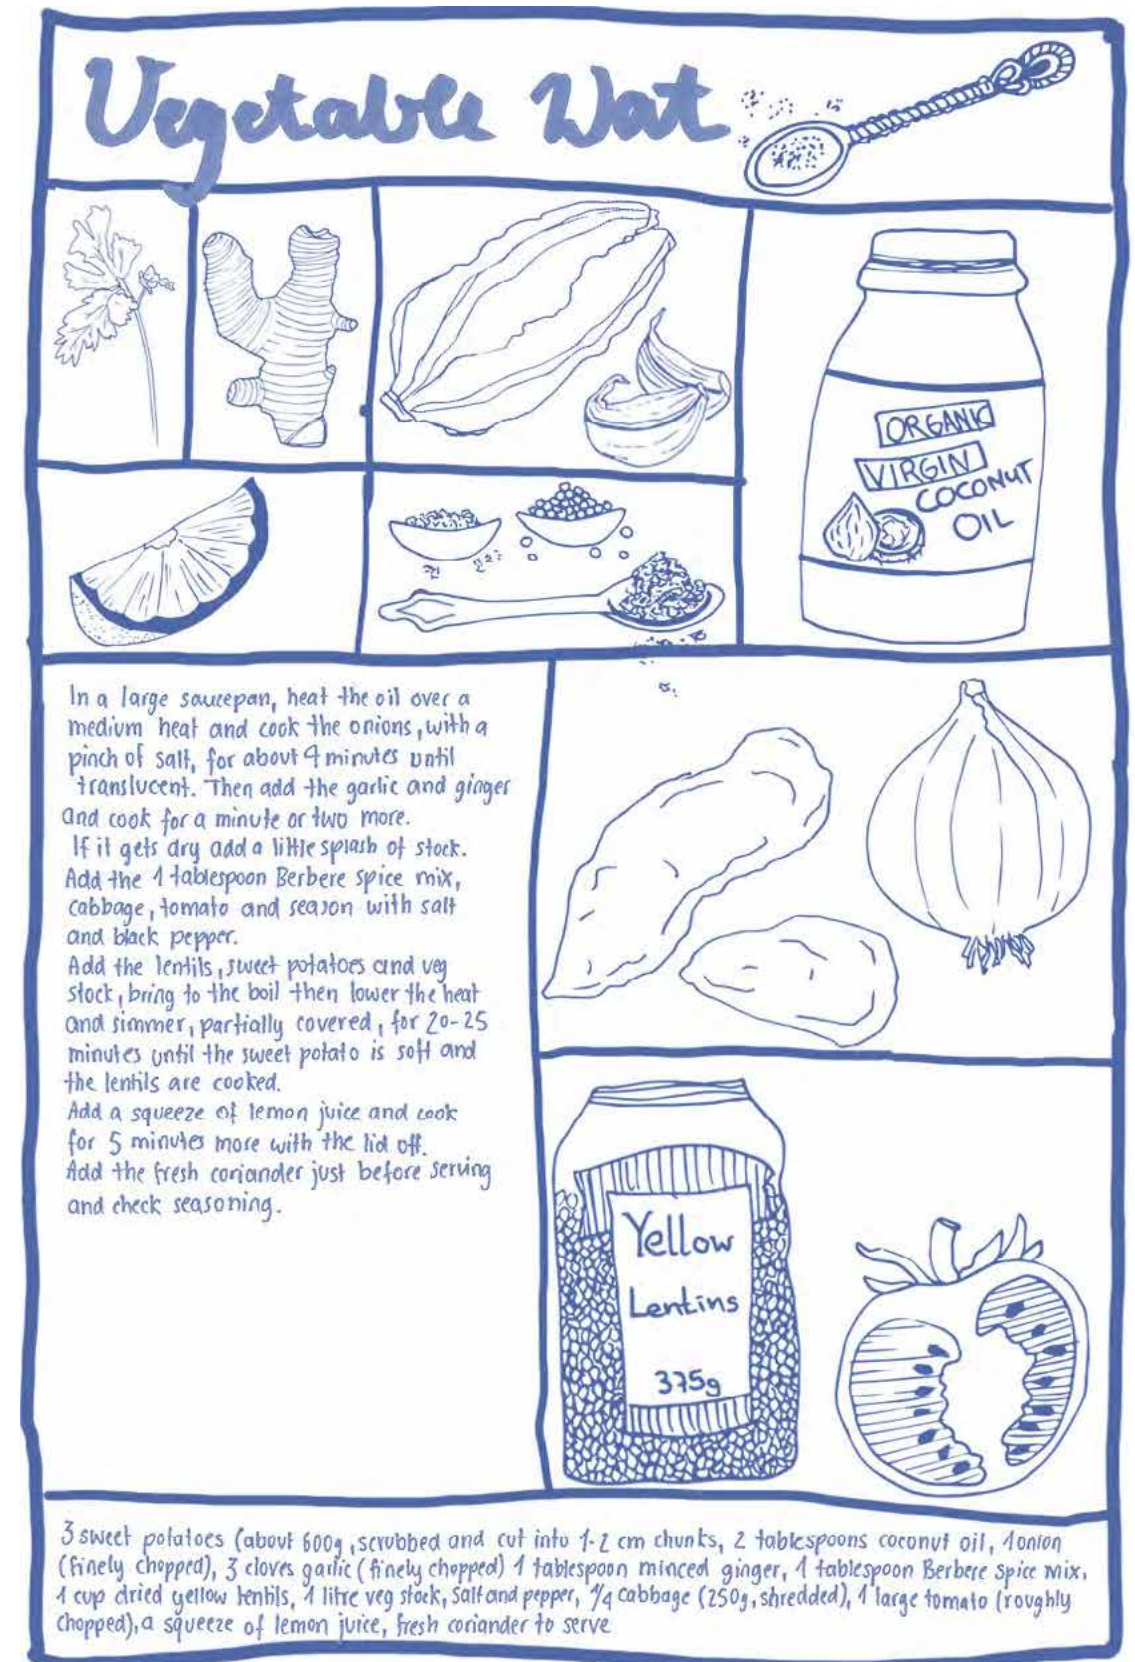 Vegetable Wat
ORGANIC
VIRGIN
COCONUT
OIL
In a large saucepan, heat the oil over a
medium heat and cook the onions, with a
pinch of salt, for about 4 minutes until
translucent. Then add the garlic and ginger
and cook for a minute or two more.
If it gets dry add a little splash of stock.
Add the 1 tablespoon Berbere spice mix,
cabbage, tomato and season with salt
and black pepper.
Add the lentils, sweet potatoes and veg
stock, bring to the boil then lower the heat
and simmer, partially covered, for 20-25
minutes until the sweet potato is soft and
the lentils are cooked.
Add a squeeze of lemon juice and cook
for 5 minutes more with the lid off.
Add the fresh coriander just before serving
and check seasoning.
Yellow
Lentins
375g
3 sweet potatoes (about 600g, scrubbed and cut into 1-2 cm chunks, 2 tablespoons coconut oil, 1 onion
(finely chopped), 3 cloves garlic (finely chopped) 1 tablespoon minced ginger, 1 tablespoon Berbere Spice Mix,
1 cup dried yellow lentils, 1 litre veg stock, Salt and pepper, 1/4 cabbage (250g, shredded), 1 large tomato (roughly
chopped), a squeeze of lemon juice, fresh coriander to serve